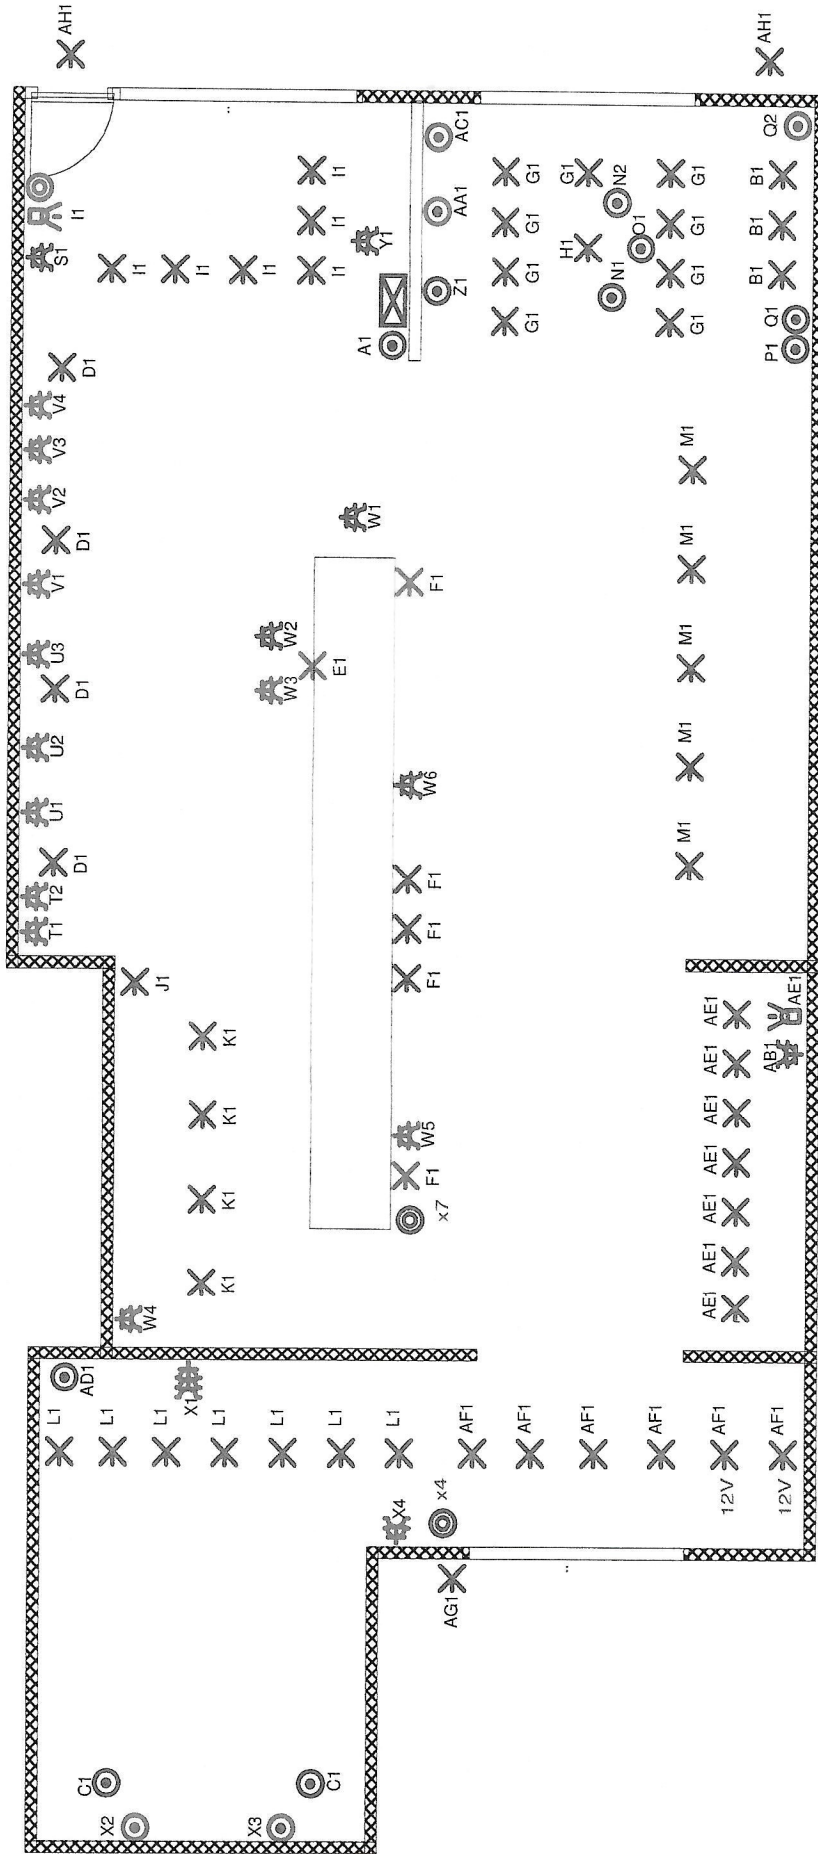 AH1
AH1
I1
S1
I1
I1
I1
I1
I1
I1
Y1
A1
AC1
AA1
Z1
G1
G1
G1
G1
G1
H1
N2
O1
N1
G1
G1
G1
G1
Q2
B1
B1
B1
Q1
P1
D1
V4
V3
V2
D1
V1
U3
D1
U2
U1
D1
T2
T1
W1
W2
E1
W3
F1
W6
F1
F1
F1
W5
F1
x7
M1
M1
M1
M1
M1
J1
K1
K1
K1
K1
W4
AE1
AE1
AB1
AE1
AE1
AE1
AE1
AE1
AE1
AD1
X1
L1
L1
L1
L1
L1
L1
L1
AF1
AF1
AF1
AF1
AF1
AF1
12V
12V
X4
x4
AG1
C1
C1
X2
X3